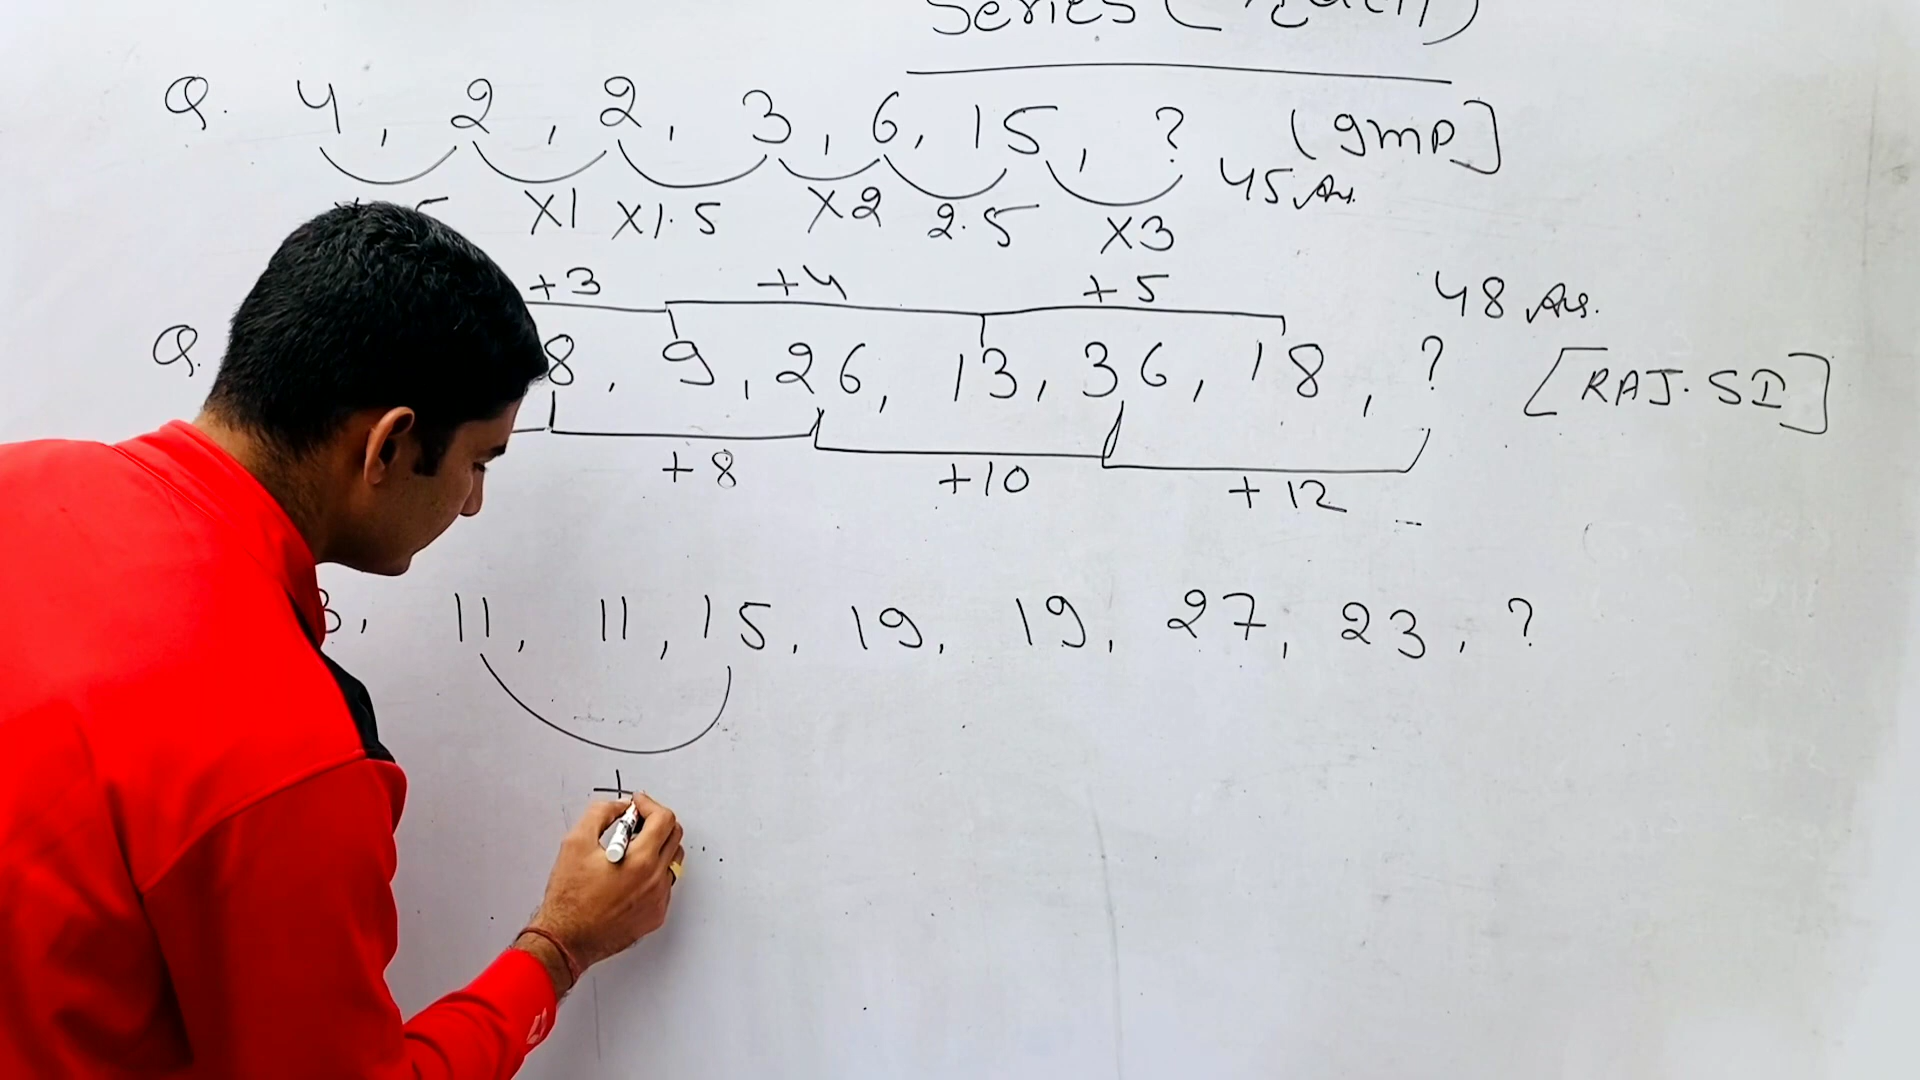 Series (
Q. 4, 2, 2, 3, 6, 15, ? (gmp]
45 Ans.
X1 X1.5 X2 2.5 X3
+3 +4 +5 48 Ans.
Q. 8, 9, 26, 13, 36, 18, ? [RAJ. SI]
+8 +10 +12
3, 11, 11, 15, 19, 19, 27, 23, ?
+